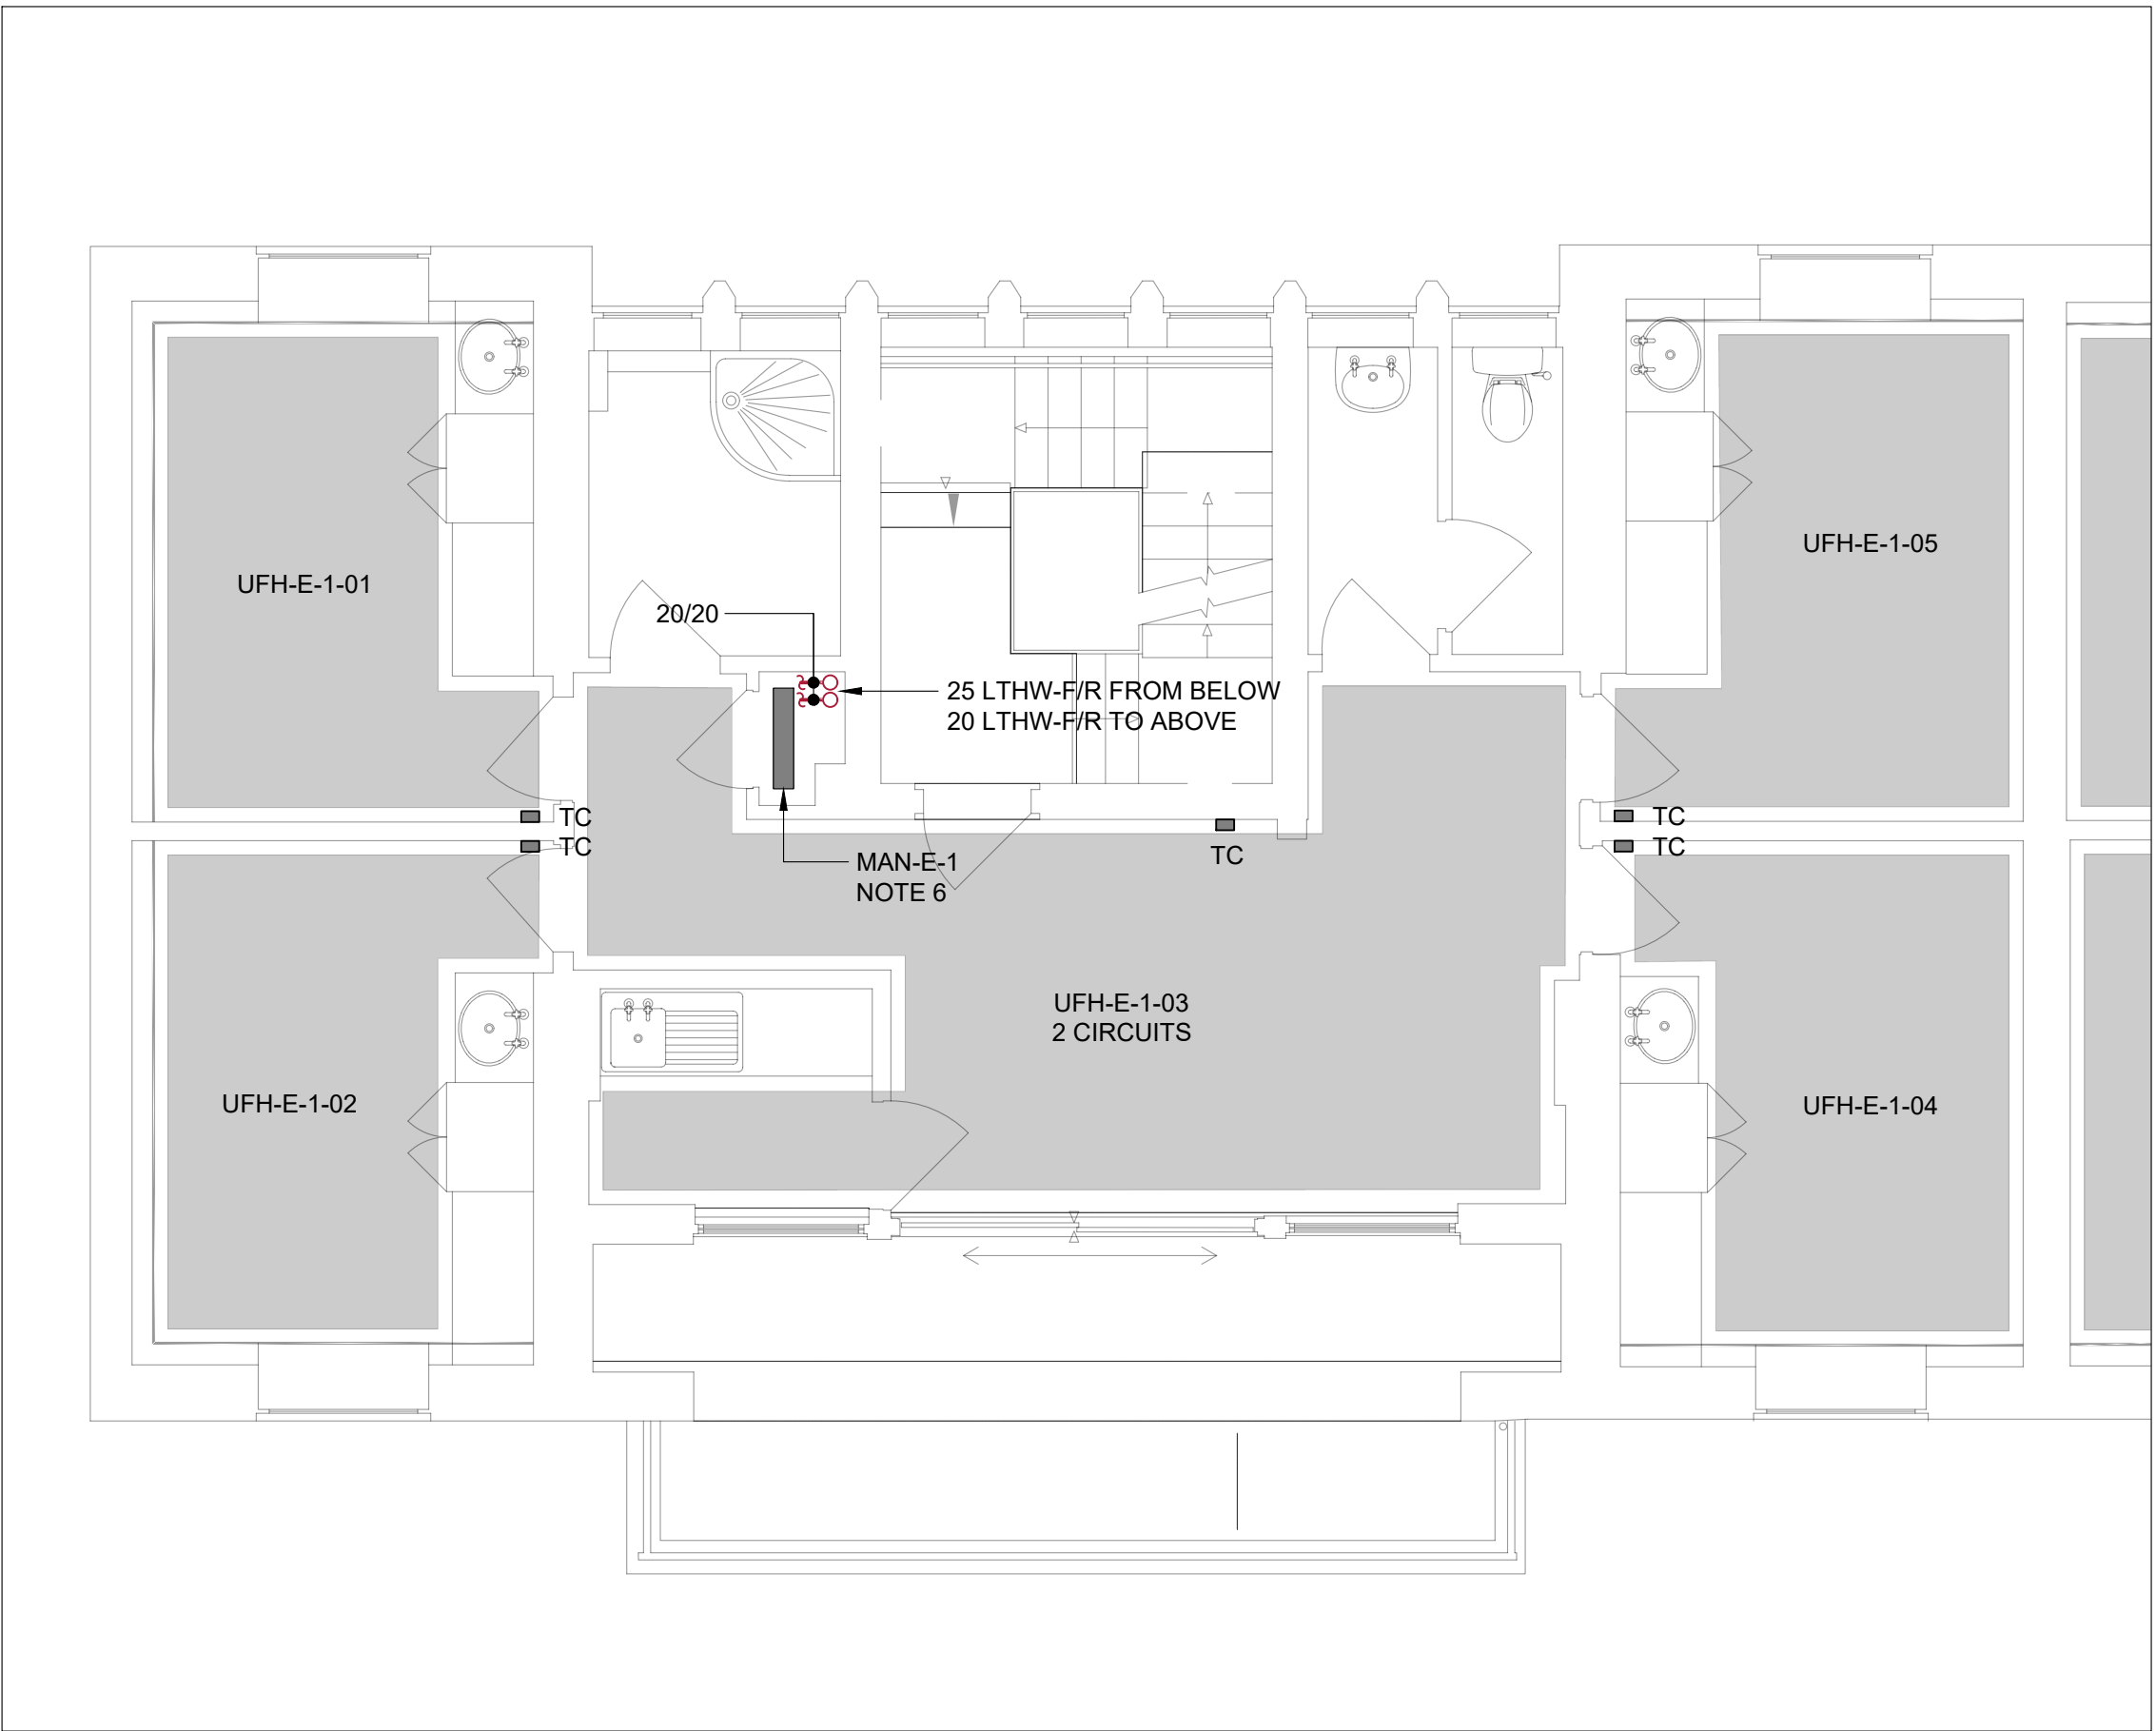 UFH-E-1-05
UFH-E-1-01
20/20
25 LTHW-F/R FROM BELOW
20 LTHW-F/R TO ABOVE
TC
TC
TC
TC
TC
MAN-E-1
NOTE 6
UFH-E-1-03
2 CIRCUITS
UFH-E-1-02
UFH-E-1-04